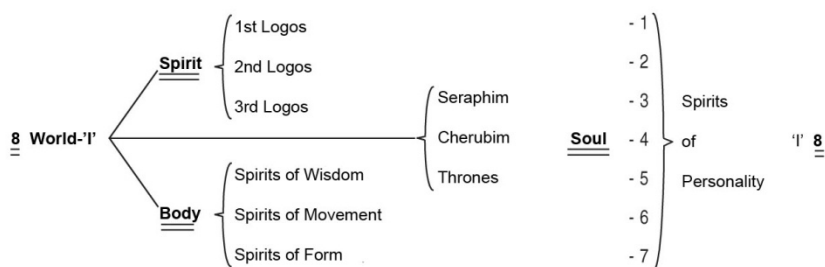 1st Logos - 1
Spirit 2nd Logos - 2
3rd Logos Seraphim - 3 Spirits
8 World-'I' Cherubim Soul - 4 of 'I' 8
Spirits of Wisdom Thrones - 5 Personality
Body Spirits of Movement - 6
Spirits of Form - 7